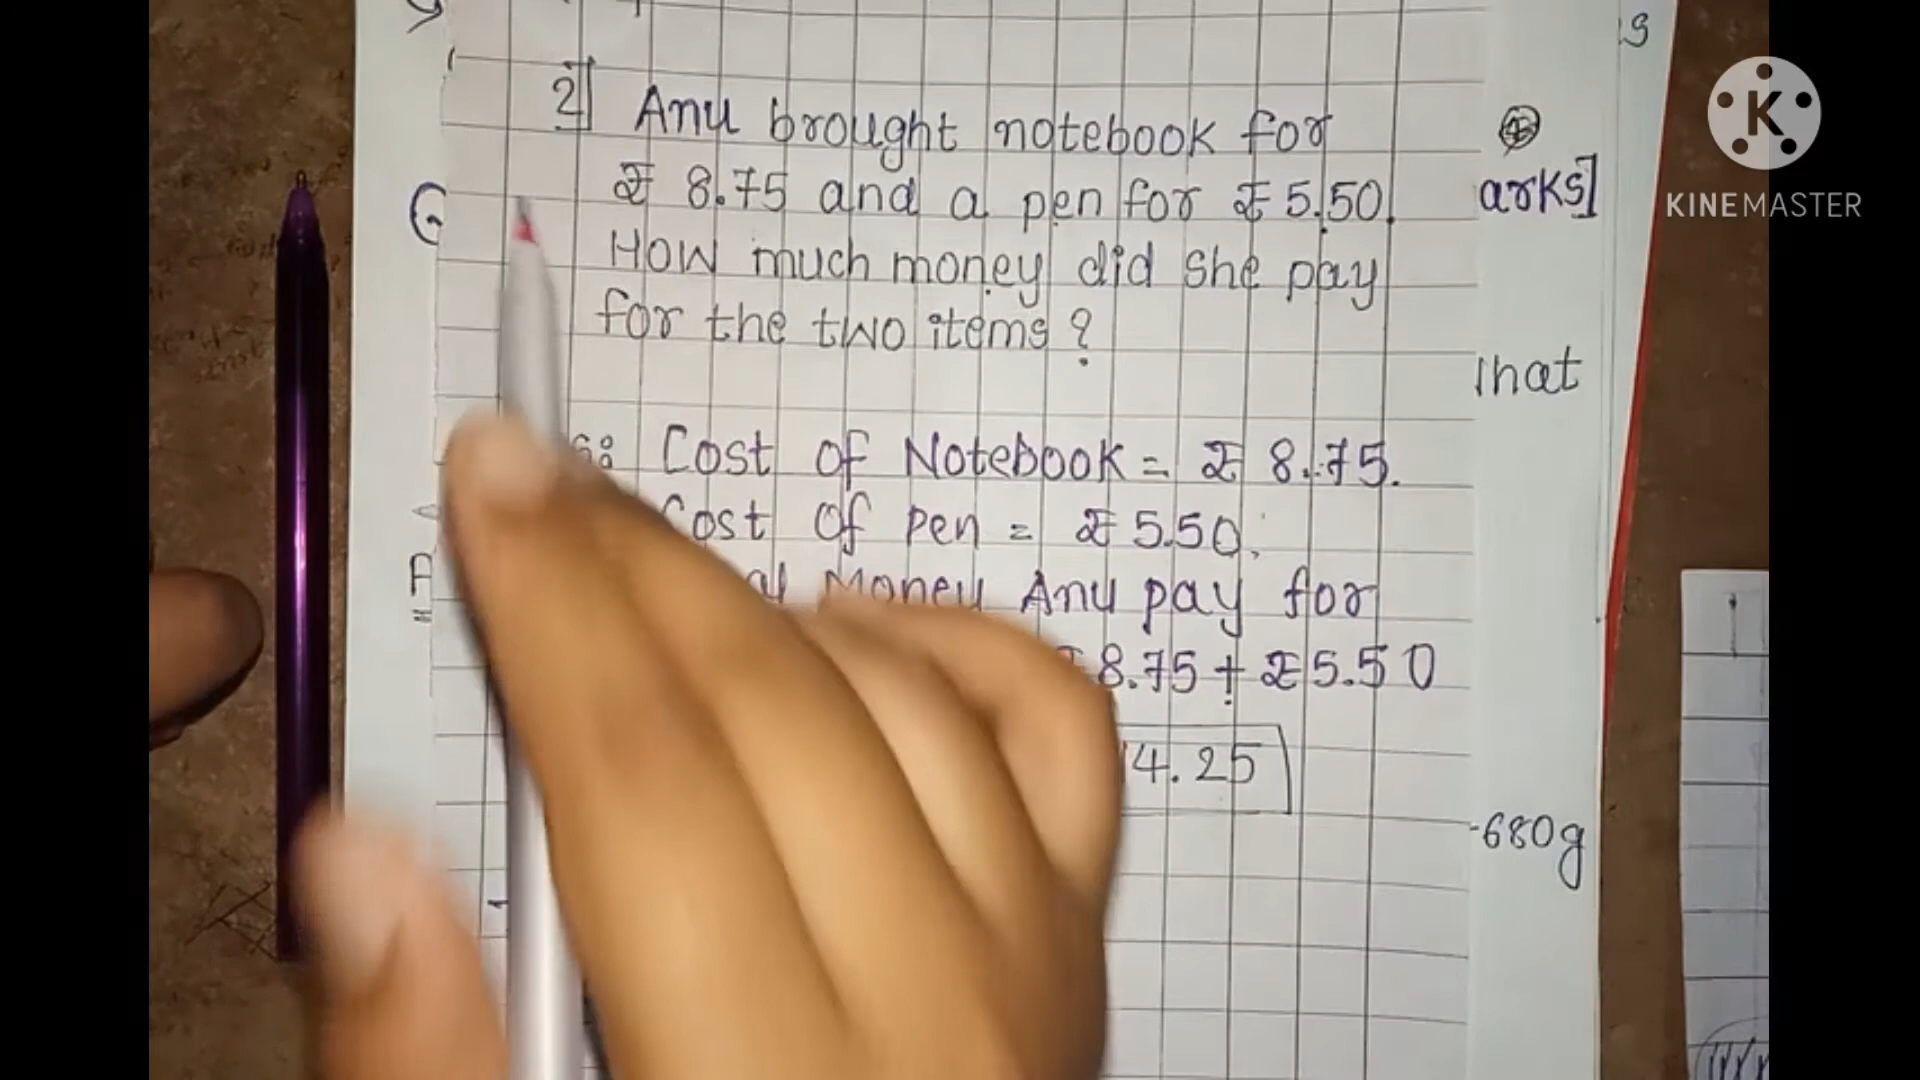 2] Anu brought notebook for
₹ 8.75 and a pen for ₹ 5.50.
How much money did she pay
for the two items?
Cost of Notebook = ₹ 8.75.
Cost of pen = ₹ 5.50.
Money Anu pay for
8.75 + ₹ 5.50
4.25
arks]
that
-680g
K
KINEMASTER